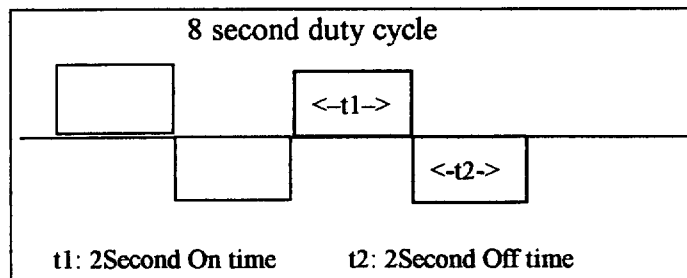 8 second duty cycle
<-t1->
<-t2->
t1: 2Second On time t2: 2Second Off time